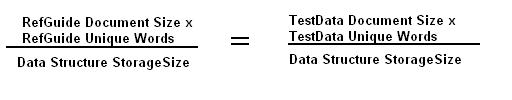 RefGuide Document Size x
RefGuide Unique Words
Data Structure StorageSize
=
TestData Document Size x
TestData Unique Words
Data Structure StorageSize